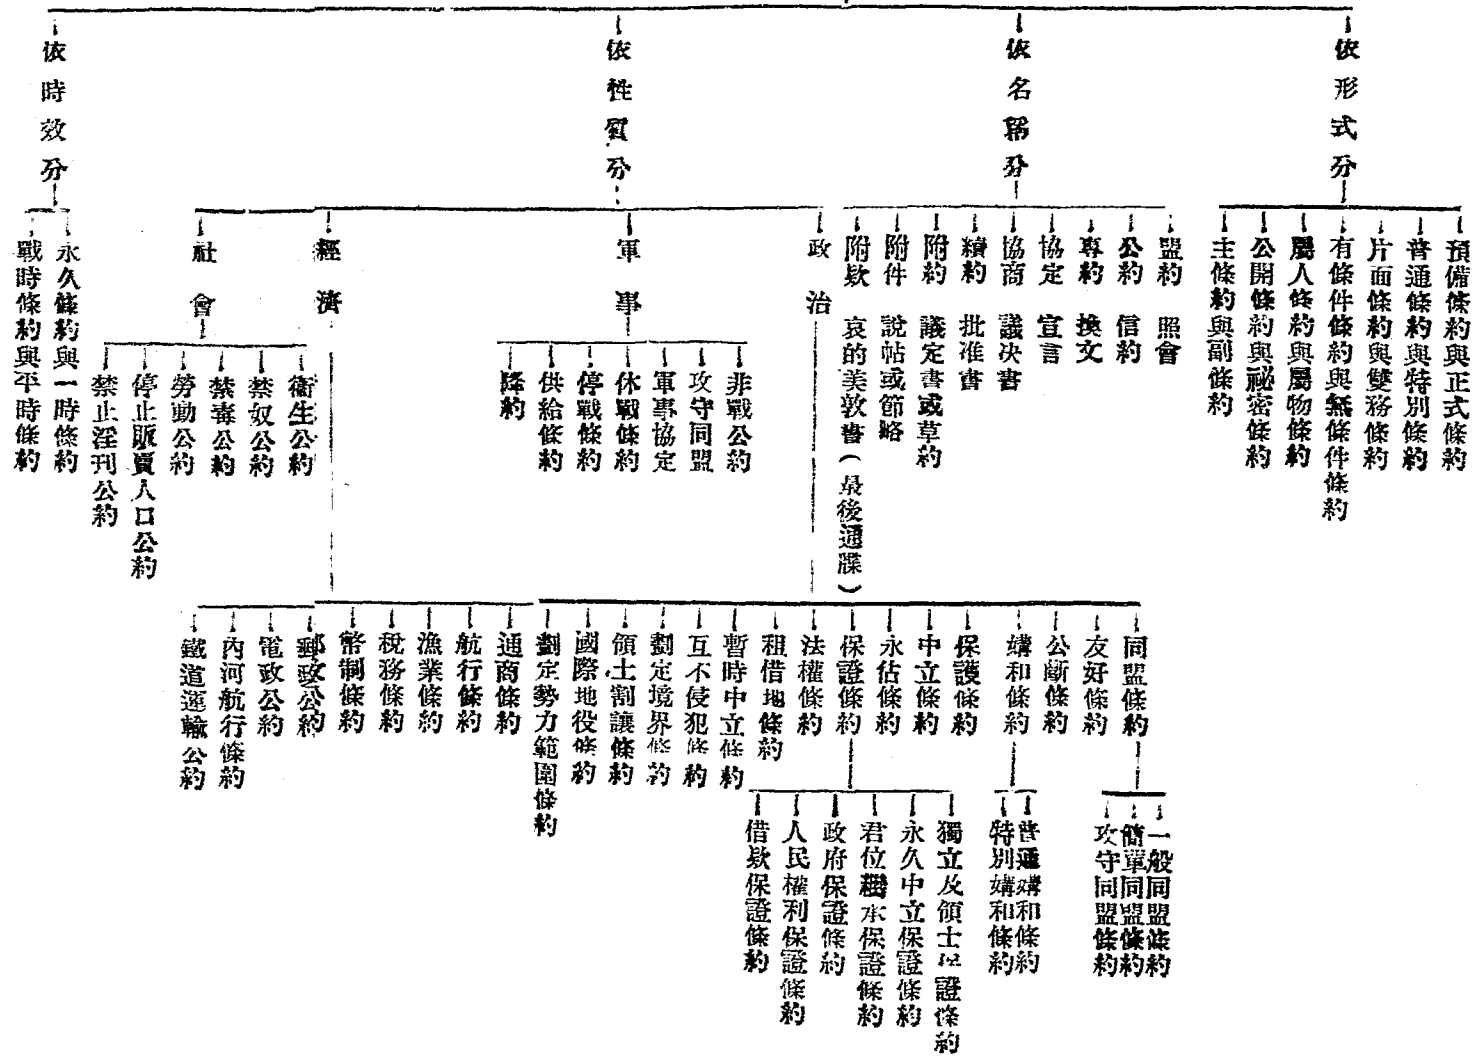 依形式分
預備條約與正式條約
普通條約與特別條約
片面條約與雙務條約
有條件條約與無條件條約
屬人條約與屬物條約
公開條約與祕密條約
主條約與副條約
依名稱分
盟約
照會
公約
信約
專約
換文
協定
宣言
協商
議决書
續約
批准書
附約
議定書或草約
附件
說帖或節略
附欵
哀的美敦書(最後通牒)
依性質分
政治
同盟條約
一般同盟條約
簡單同盟條約
攻守同盟條約
友好條約
公斷條約
媾和條約
普通媾和條約
特別媾和條約
保護條約
中立條約
永佔條約
保證條約
獨立及領土保證條約
永久中立保證條約
君位繼承保證條約
政府保證條約
人民權利保證條約
借欵保證條約
法權條約
租借地條約
暫時中立條約
互不侵犯條約
劃定境界條約
領土割讓條約
國際地役條約
劃定勢力範圍條約
軍事
非戰公約
攻守同盟
軍事協定
休戰條約
停戰條約
供給條約
降約
經濟
通商條約
航行條約
漁業條約
稅務條約
幣制條約
郵政公約
電政公約
內河航行條約
鐵道運輸公約
社會
衞生公約
禁奴公約
禁毒公約
勞動公約
停止販賣人口公約
禁止淫刊公約
依時效分
永久條約與一時條約
戰時條約與平時條約